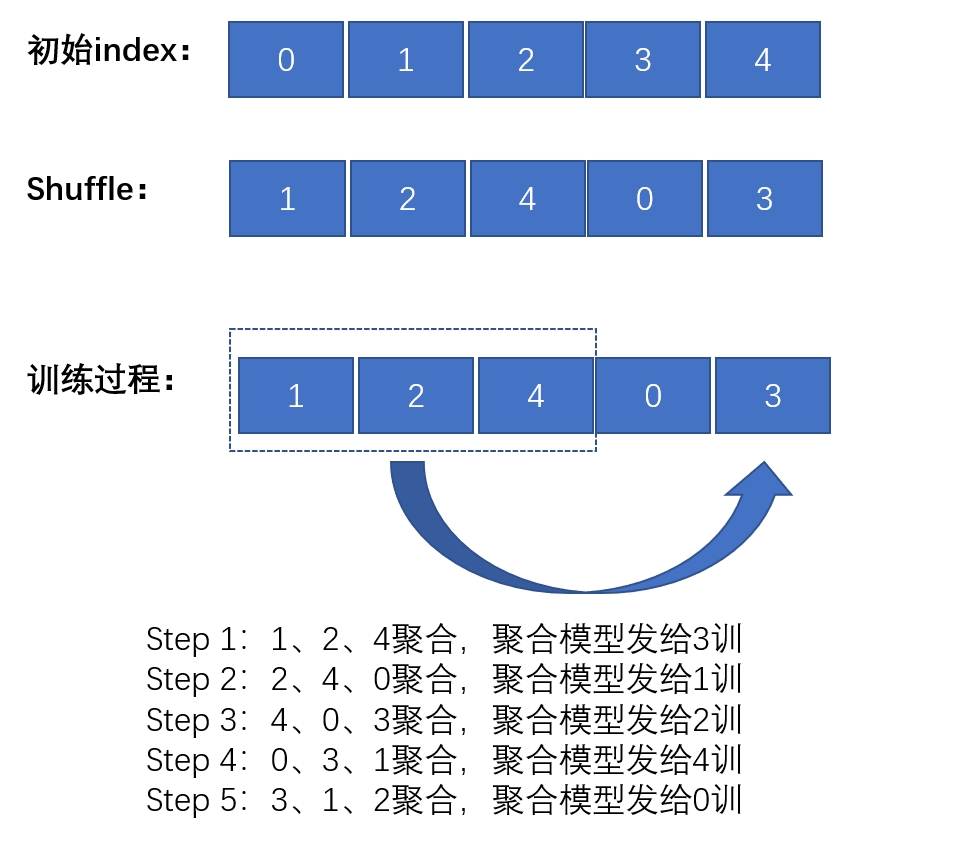 初始index：
0 1 2 3 4
Shuffle：
1 2 4 0 3
训练过程：
1 2 4 0 3
Step 1：1、2、4聚合，聚合模型发给3训
Step 2：2、4、0聚合，聚合模型发给1训
Step 3：4、0、3聚合，聚合模型发给2训
Step 4：0、3、1聚合，聚合模型发给4训
Step 5：3、1、2聚合，聚合模型发给0训